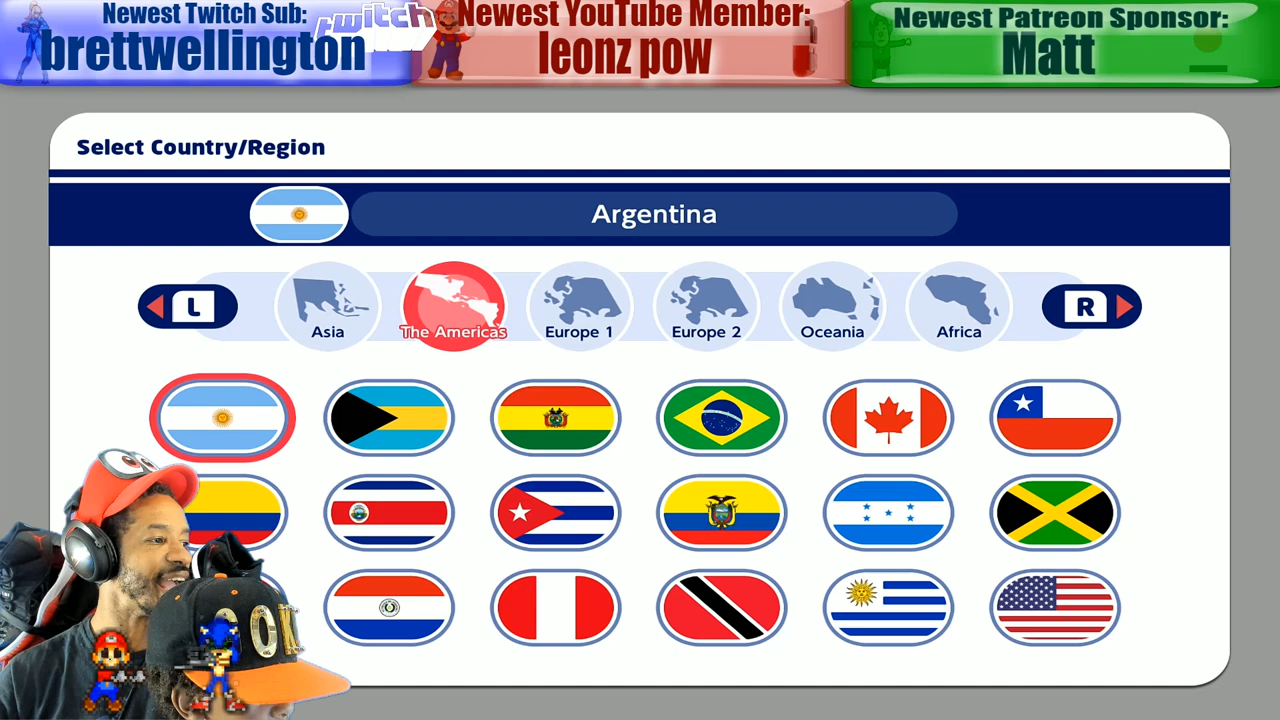 Newest Twitch Sub:
brettwellington
twitch
Newest YouTube Member:
leonz pow
Newest Patreon Sponsor:
Matt
Select Country/Region
Argentina
L
Asia
The Americas
Europe 1
Europe 2
Oceania
Africa
R